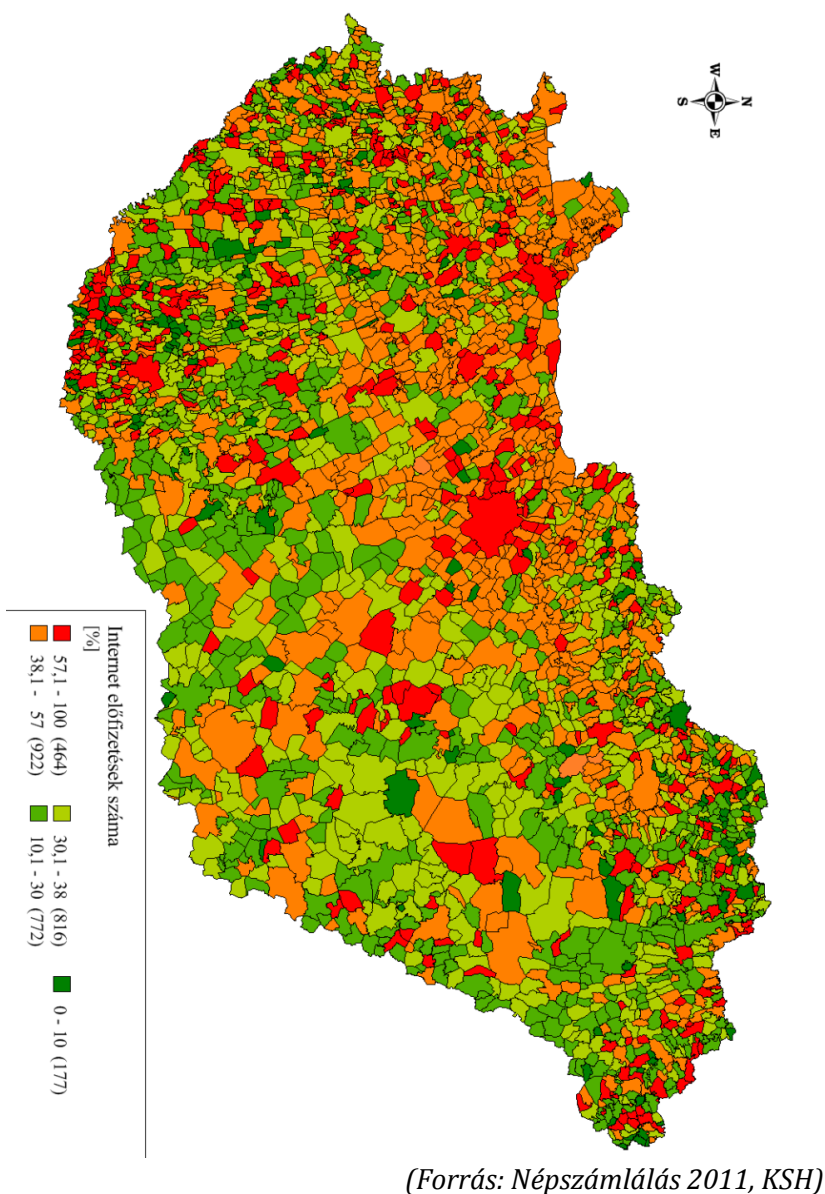 N
W
E
S
Internet előfizetések száma
[%]
57,1 - 100 (464)
38,1 - 57 (922)
30,1 - 38 (816)
10,1 - 30 (772)
0 - 10 (177)
(Forrás: Népszámlálás 2011, KSH)